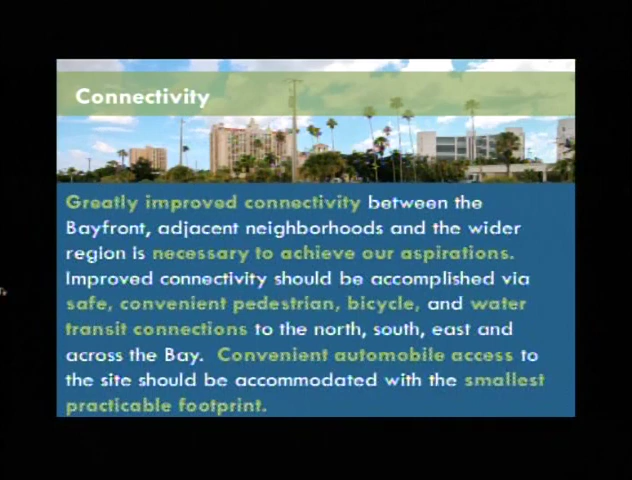 Connectivity
Greatly improved connectivity between the
Bayfront, adjacent neighborhoods and the wider
region is necessary to achieve our aspirations.
Improved connectivity should be accomplished via
safe, convenient pedestrian, bicycle, and water
transit connections to the north, south, east and
across the Bay. Convenient automobile access to
the site should be accommodated with the smallest
practicable footprint.